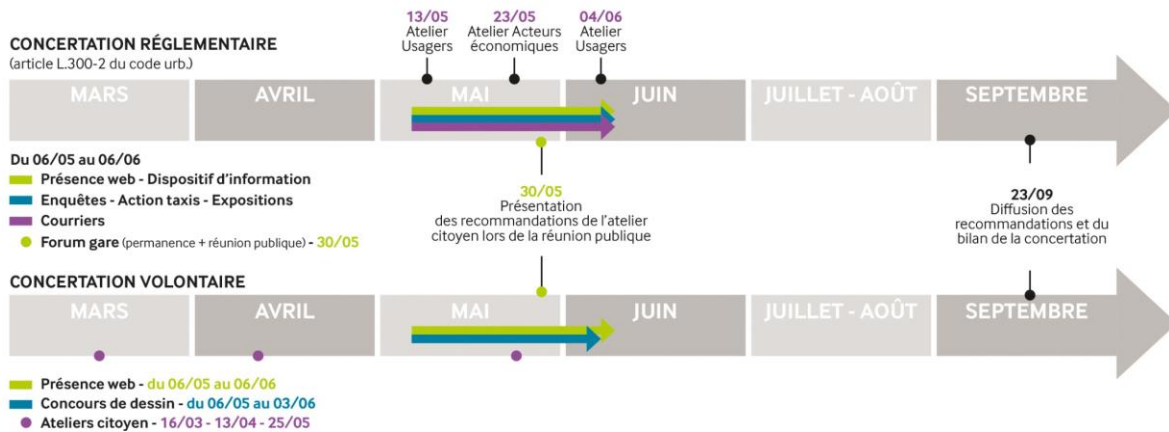 CONCERTATION RÉGLEMENTAIRE
(article L.300-2 du code urb.)
13/05
Atelier
Usagers
23/05
Atelier Acteurs
économiques
04/06
Atelier
Usagers
MARS
AVRIL
MAI
JUIN
JUILLET - AOÛT
SEPTEMBRE
Du 06/05 au 06/06
Présence web - Dispositif d'information
Enquêtes - Action taxis - Expositions
Courriers
Forum gare (permanence + réunion publique) - 30/05
30/05
Présentation
des recommandations de l'atelier
citoyen lors de la réunion publique
23/09
Diffusion des
recommandations et du
bilan de la concertation
CONCERTATION VOLONTAIRE
MARS
AVRIL
MAI
JUIN
JUILLET - AOÛT
SEPTEMBRE
Présence web - du 06/05 au 06/06
Concours de dessin - du 06/05 au 03/06
Ateliers citoyen - 16/03 - 13/04 - 25/05